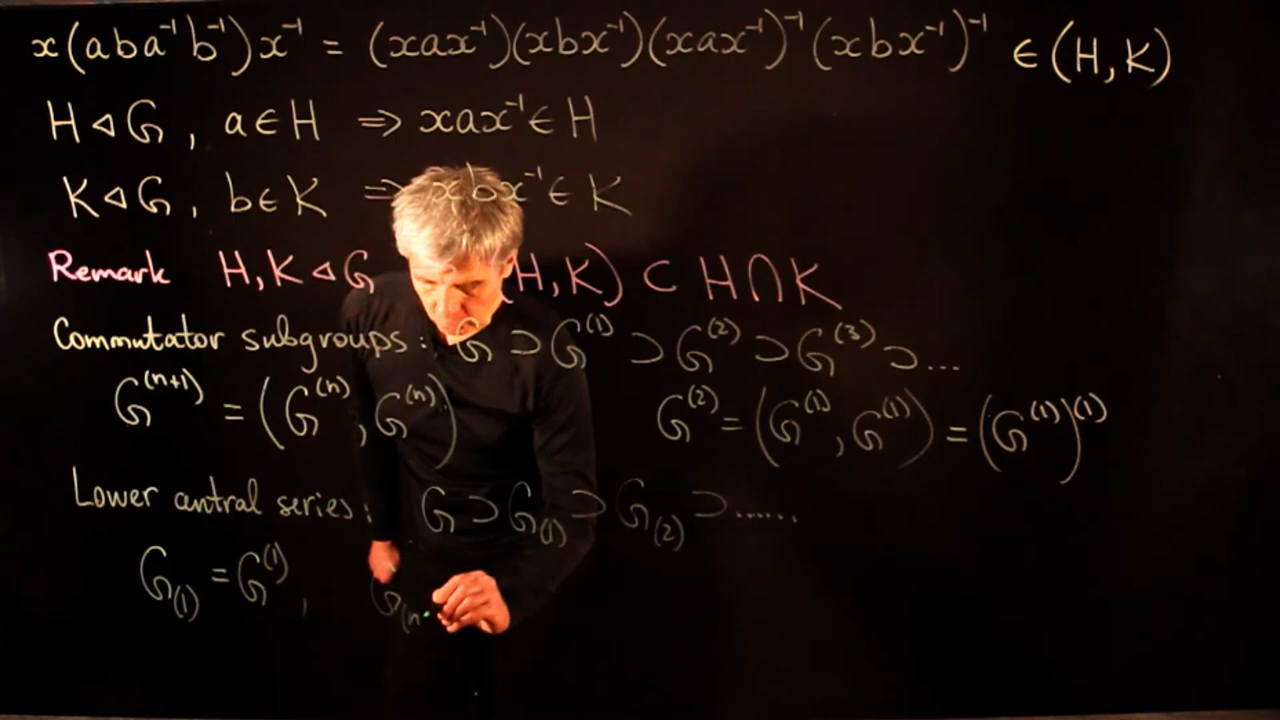 x(aba⁻¹b⁻¹)x⁻¹ = (xax⁻¹)(xbx⁻¹)(xax⁻¹)⁻¹(xbx⁻¹)⁻¹ ∈ (H,K)
H ◁ G, a ∈ H ⇒ xax⁻¹ ∈ H
K ◁ G, b ∈ K ⇒ xbx⁻¹ ∈ K
Remark H,K ◁ G (H,K) ⊂ H ∩ K
Commutator subgroups: G ⊃ G⁽¹⁾ ⊃ G⁽²⁾ ⊃ G⁽³⁾ ⊃ ...
G⁽ⁿ⁺¹⁾ = (G⁽ⁿ⁾, G⁽ⁿ⁾) G⁽²⁾ = (G⁽¹⁾, G⁽¹⁾) = (G⁽¹⁾)⁽¹⁾
Lower central series: G ⊃ G₍₁₎ ⊃ G₍₂₎ ⊃ ......
G₍₁₎ = G⁽¹⁾, G₍ₙ